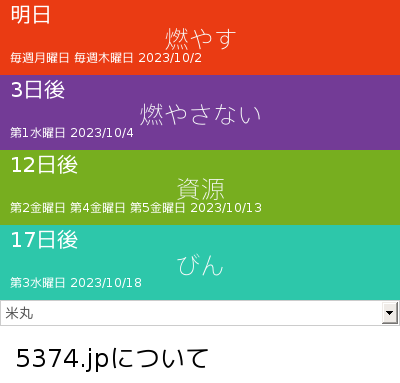 明日
燃やす
毎週月曜日 毎週木曜日 2023/10/2
3日後
燃やさない
第1水曜日 2023/10/4
12日後
資源
第2金曜日 第4金曜日 第5金曜日 2023/10/13
17日後
びん
第3水曜日 2023/10/18
米丸
5374.jpについて